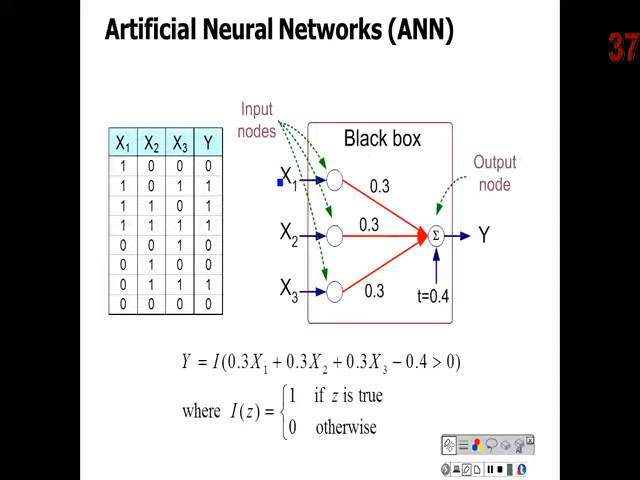 Artificial Neural Networks (ANN)
37
Input
nodes
Black box
Output
node
X1 X2 X3 Y
1 0 0 0
1 0 1 1
1 1 0 1
1 1 1 1
0 0 1 0
0 1 0 0
0 1 1 1
0 0 0 0
X1
0.3
X2
0.3
Σ
Y
X3
0.3
t=0.4
Y = I(0.3X1 + 0.3X2 + 0.3X3 − 0.4 > 0)
where I(z) = { 1 if z is true
0 otherwise